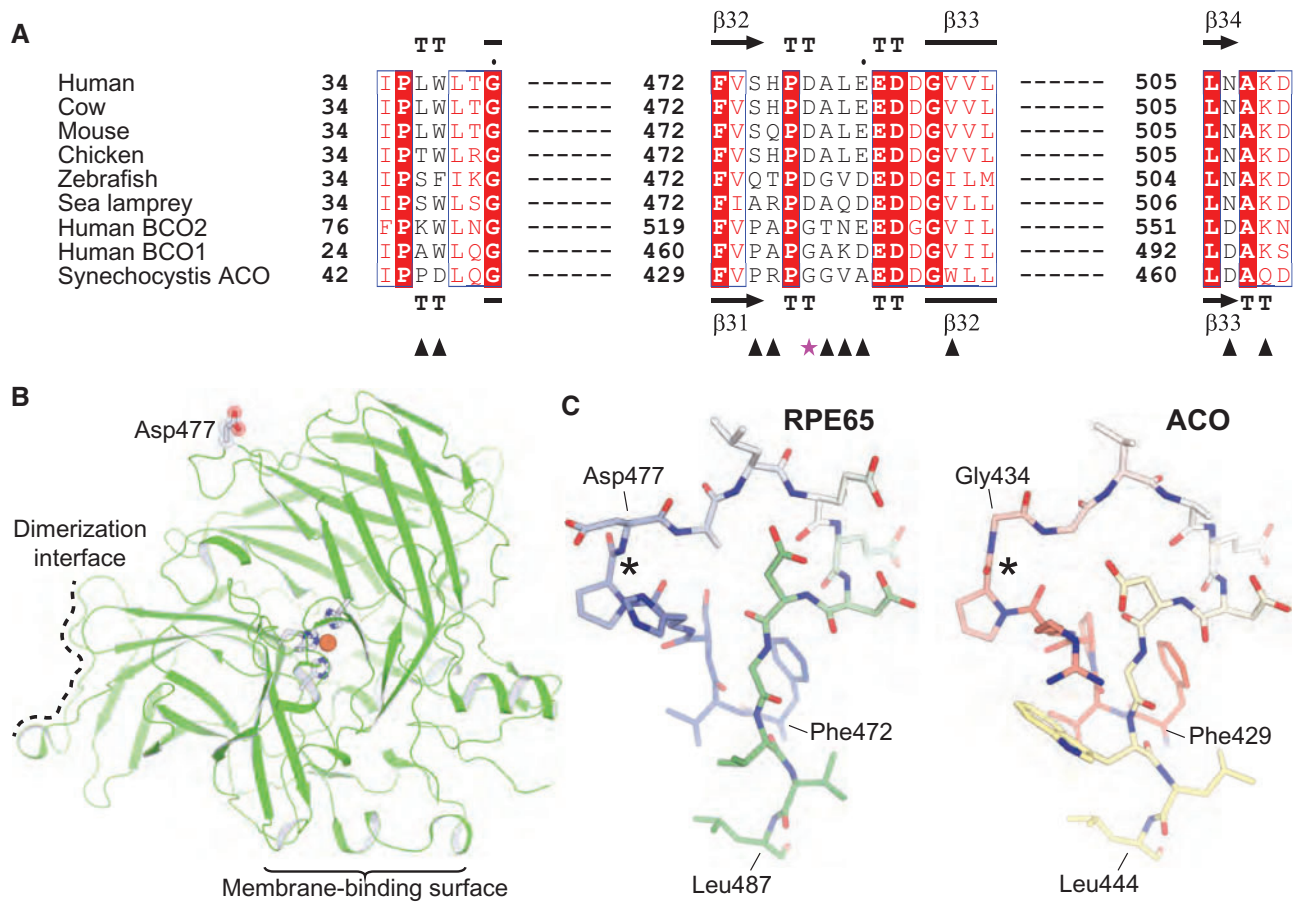 A
β32 β33 β34
TT TT TT
Human 34 IPLWLTG ------ 472 FVSHPDALEEDDGVVL ------ 505 LNAKD
Cow 34 IPLWLTG ------ 472 FVSHPDALEEDDGVVL ------ 505 LNAKD
Mouse 34 IPLWLTG ------ 472 FVSQPDALEEDDGVVL ------ 505 LNAKD
Chicken 34 IPTWLRG ------ 472 FVSHPDALEEDDGVVL ------ 505 LNAKD
Zebrafish 34 IPSFIKG ------ 472 FVQTPDGVDEDDGILM ------ 504 LNAKD
Sea lamprey 34 IPSWLSG ------ 472 FIARPDAQDEDDGVLL ------ 506 LNAKD
Human BCO2 76 FPKWLNG ------ 519 FVPAPGTNEEDGGVIL ------ 551 LDAKN
Human BCO1 24 IPAWLQG ------ 460 FVPAPGAKDEDDGVIL ------ 492 LDAKS
Synechocystis ACO 42 IPPDLQG ------ 429 FVPRPGGVAEDDGWLL ------ 460 LDAQD
TT TT TT TT
β31 β32 β33
B
Asp477
Dimerization
interface
Membrane-binding surface
C
RPE65 ACO
Asp477 Gly434
* *
Phe472 Phe429
Leu487 Leu444